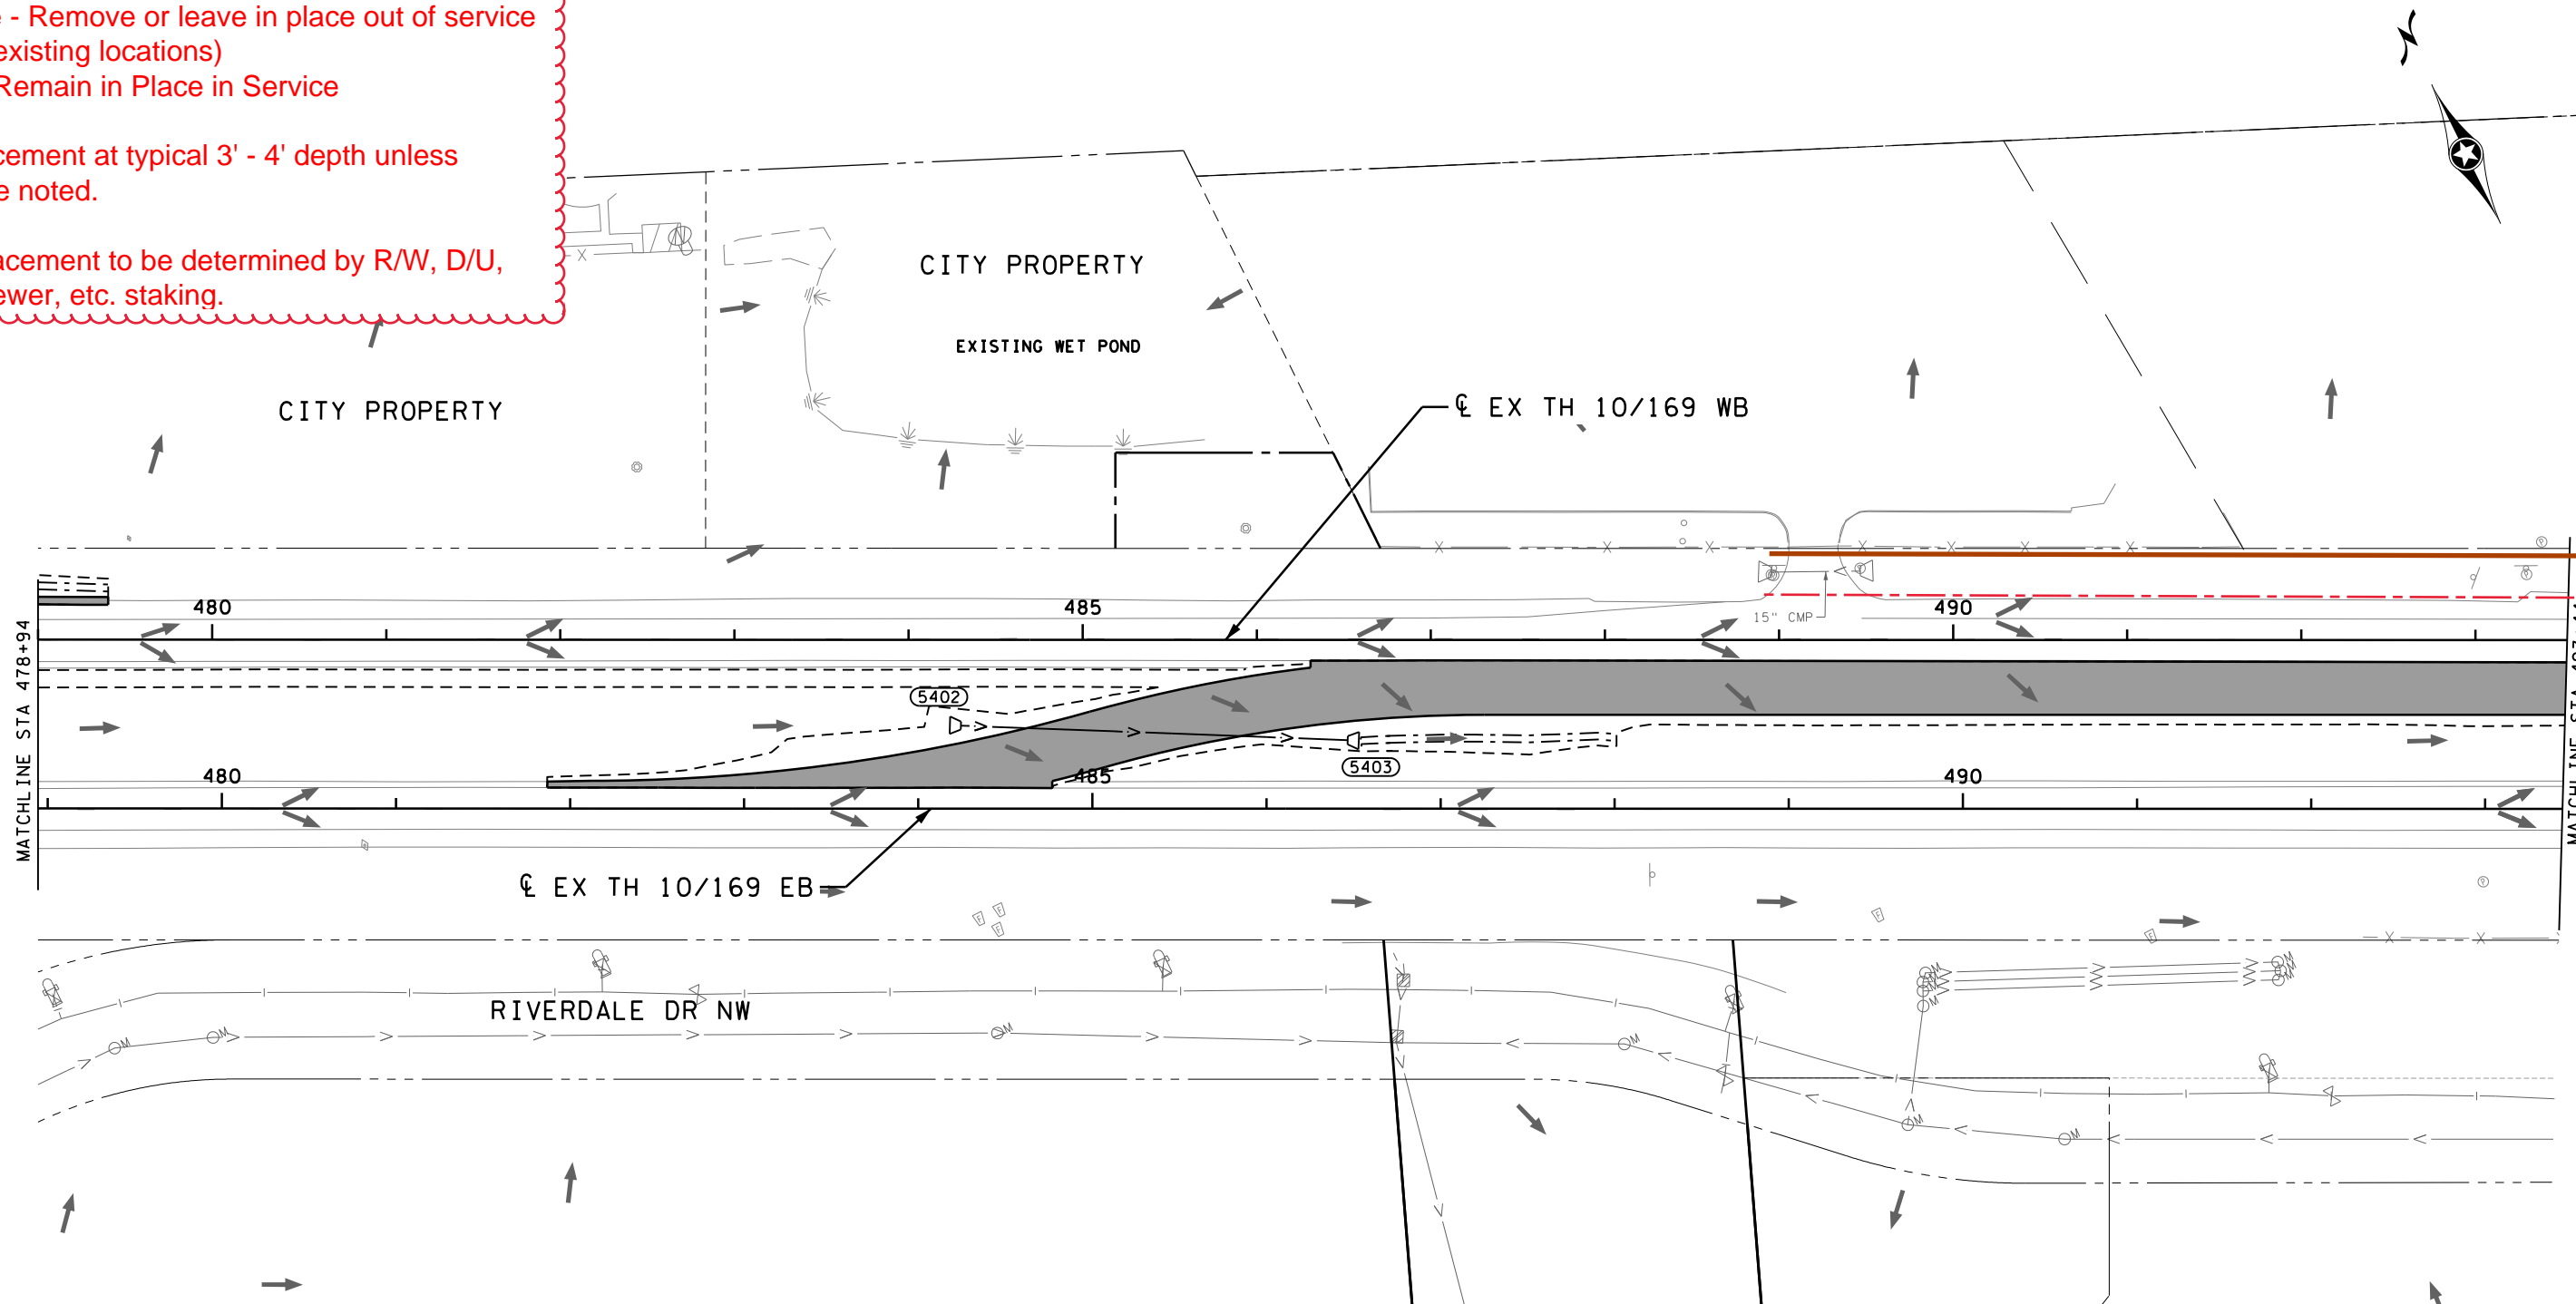 - Remove or leave in place out of service
existing locations)
Remain in Place in Service
cement at typical 3' - 4' depth unless
e noted.
acement to be determined by R/W, D/U,
ewer, etc. staking.
CITY PROPERTY
EXISTING WET POND
CITY PROPERTY
℄ EX TH 10/169 WB
480
485
490
15" CMP
MATCHLINE STA 478+94
MATCHLINE STA
5402
5403
480
485
490
℄ EX TH 10/169 EB
RIVERDALE DR NW
M
M
M
M
M
M
M
M
M
M
M
M
M